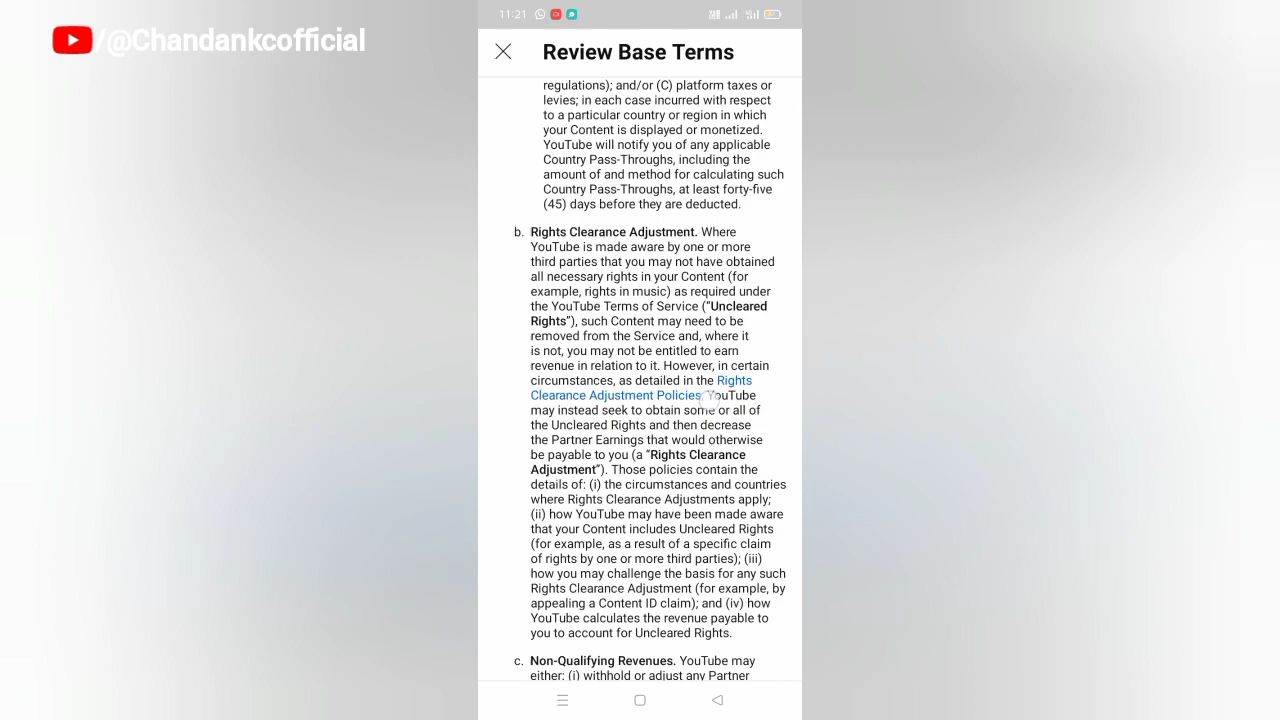 /@Chandankcofficial
11:21
Review Base Terms
regulations); and/or (C) platform taxes or
levies; in each case incurred with respect
to a particular country or region in which
your Content is displayed or monetized.
YouTube will notify you of any applicable
Country Pass-Throughs, including the
amount of and method for calculating such
Country Pass-Throughs, at least forty-five
(45) days before they are deducted.
b. Rights Clearance Adjustment. Where
YouTube is made aware by one or more
third parties that you may not have obtained
all necessary rights in your Content (for
example, rights in music) as required under
the YouTube Terms of Service (“Uncleared
Rights”), such Content may need to be
removed from the Service and, where it
is not, you may not be entitled to earn
revenue in relation to it. However, in certain
circumstances, as detailed in the Rights
Clearance Adjustment Policies, YouTube
may instead seek to obtain some or all of
the Uncleared Rights and then decrease
the Partner Earnings that would otherwise
be payable to you (a “Rights Clearance
Adjustment”). Those policies contain the
details of: (i) the circumstances and countries
where Rights Clearance Adjustments apply;
(ii) how YouTube may have been made aware
that your Content includes Uncleared Rights
(for example, as a result of a specific claim
of rights by one or more third parties); (iii)
how you may challenge the basis for any such
Rights Clearance Adjustment (for example, by
appealing a Content ID claim); and (iv) how
YouTube calculates the revenue payable to
you to account for Uncleared Rights.
c. Non-Qualifying Revenues. YouTube may
either: (i) withhold or adjust any Partner